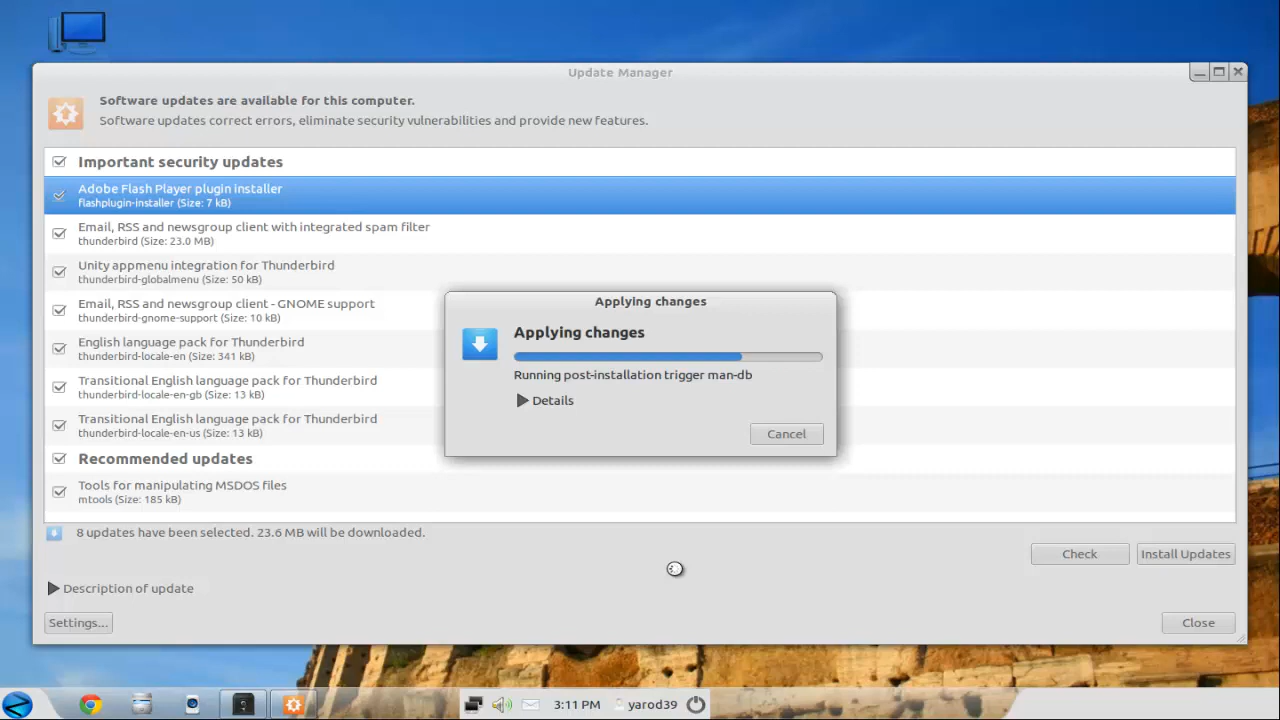 Update Manager
Software updates are available for this computer.
Software updates correct errors, eliminate security vulnerabilities and provide new features.
Important security updates
Adobe Flash Player plugin installer
flashplugin-installer (Size: 7 kB)
Email, RSS and newsgroup client with integrated spam filter
thunderbird (Size: 23.0 MB)
Unity appmenu integration for Thunderbird
thunderbird-globalmenu (Size: 50 kB)
Email, RSS and newsgroup client - GNOME support
thunderbird-gnome-support (Size: 10 kB)
English language pack for Thunderbird
thunderbird-locale-en (Size: 341 kB)
Transitional English language pack for Thunderbird
thunderbird-locale-en-gb (Size: 13 kB)
Transitional English language pack for Thunderbird
thunderbird-locale-en-us (Size: 13 kB)
Recommended updates
Tools for manipulating MSDOS files
mtools (Size: 185 kB)
Applying changes
Applying changes
Running post-installation trigger man-db
Details
Cancel
8 updates have been selected. 23.6 MB will be downloaded.
Check
Install Updates
Description of update
Settings...
Close
3:11 PM
yarod39